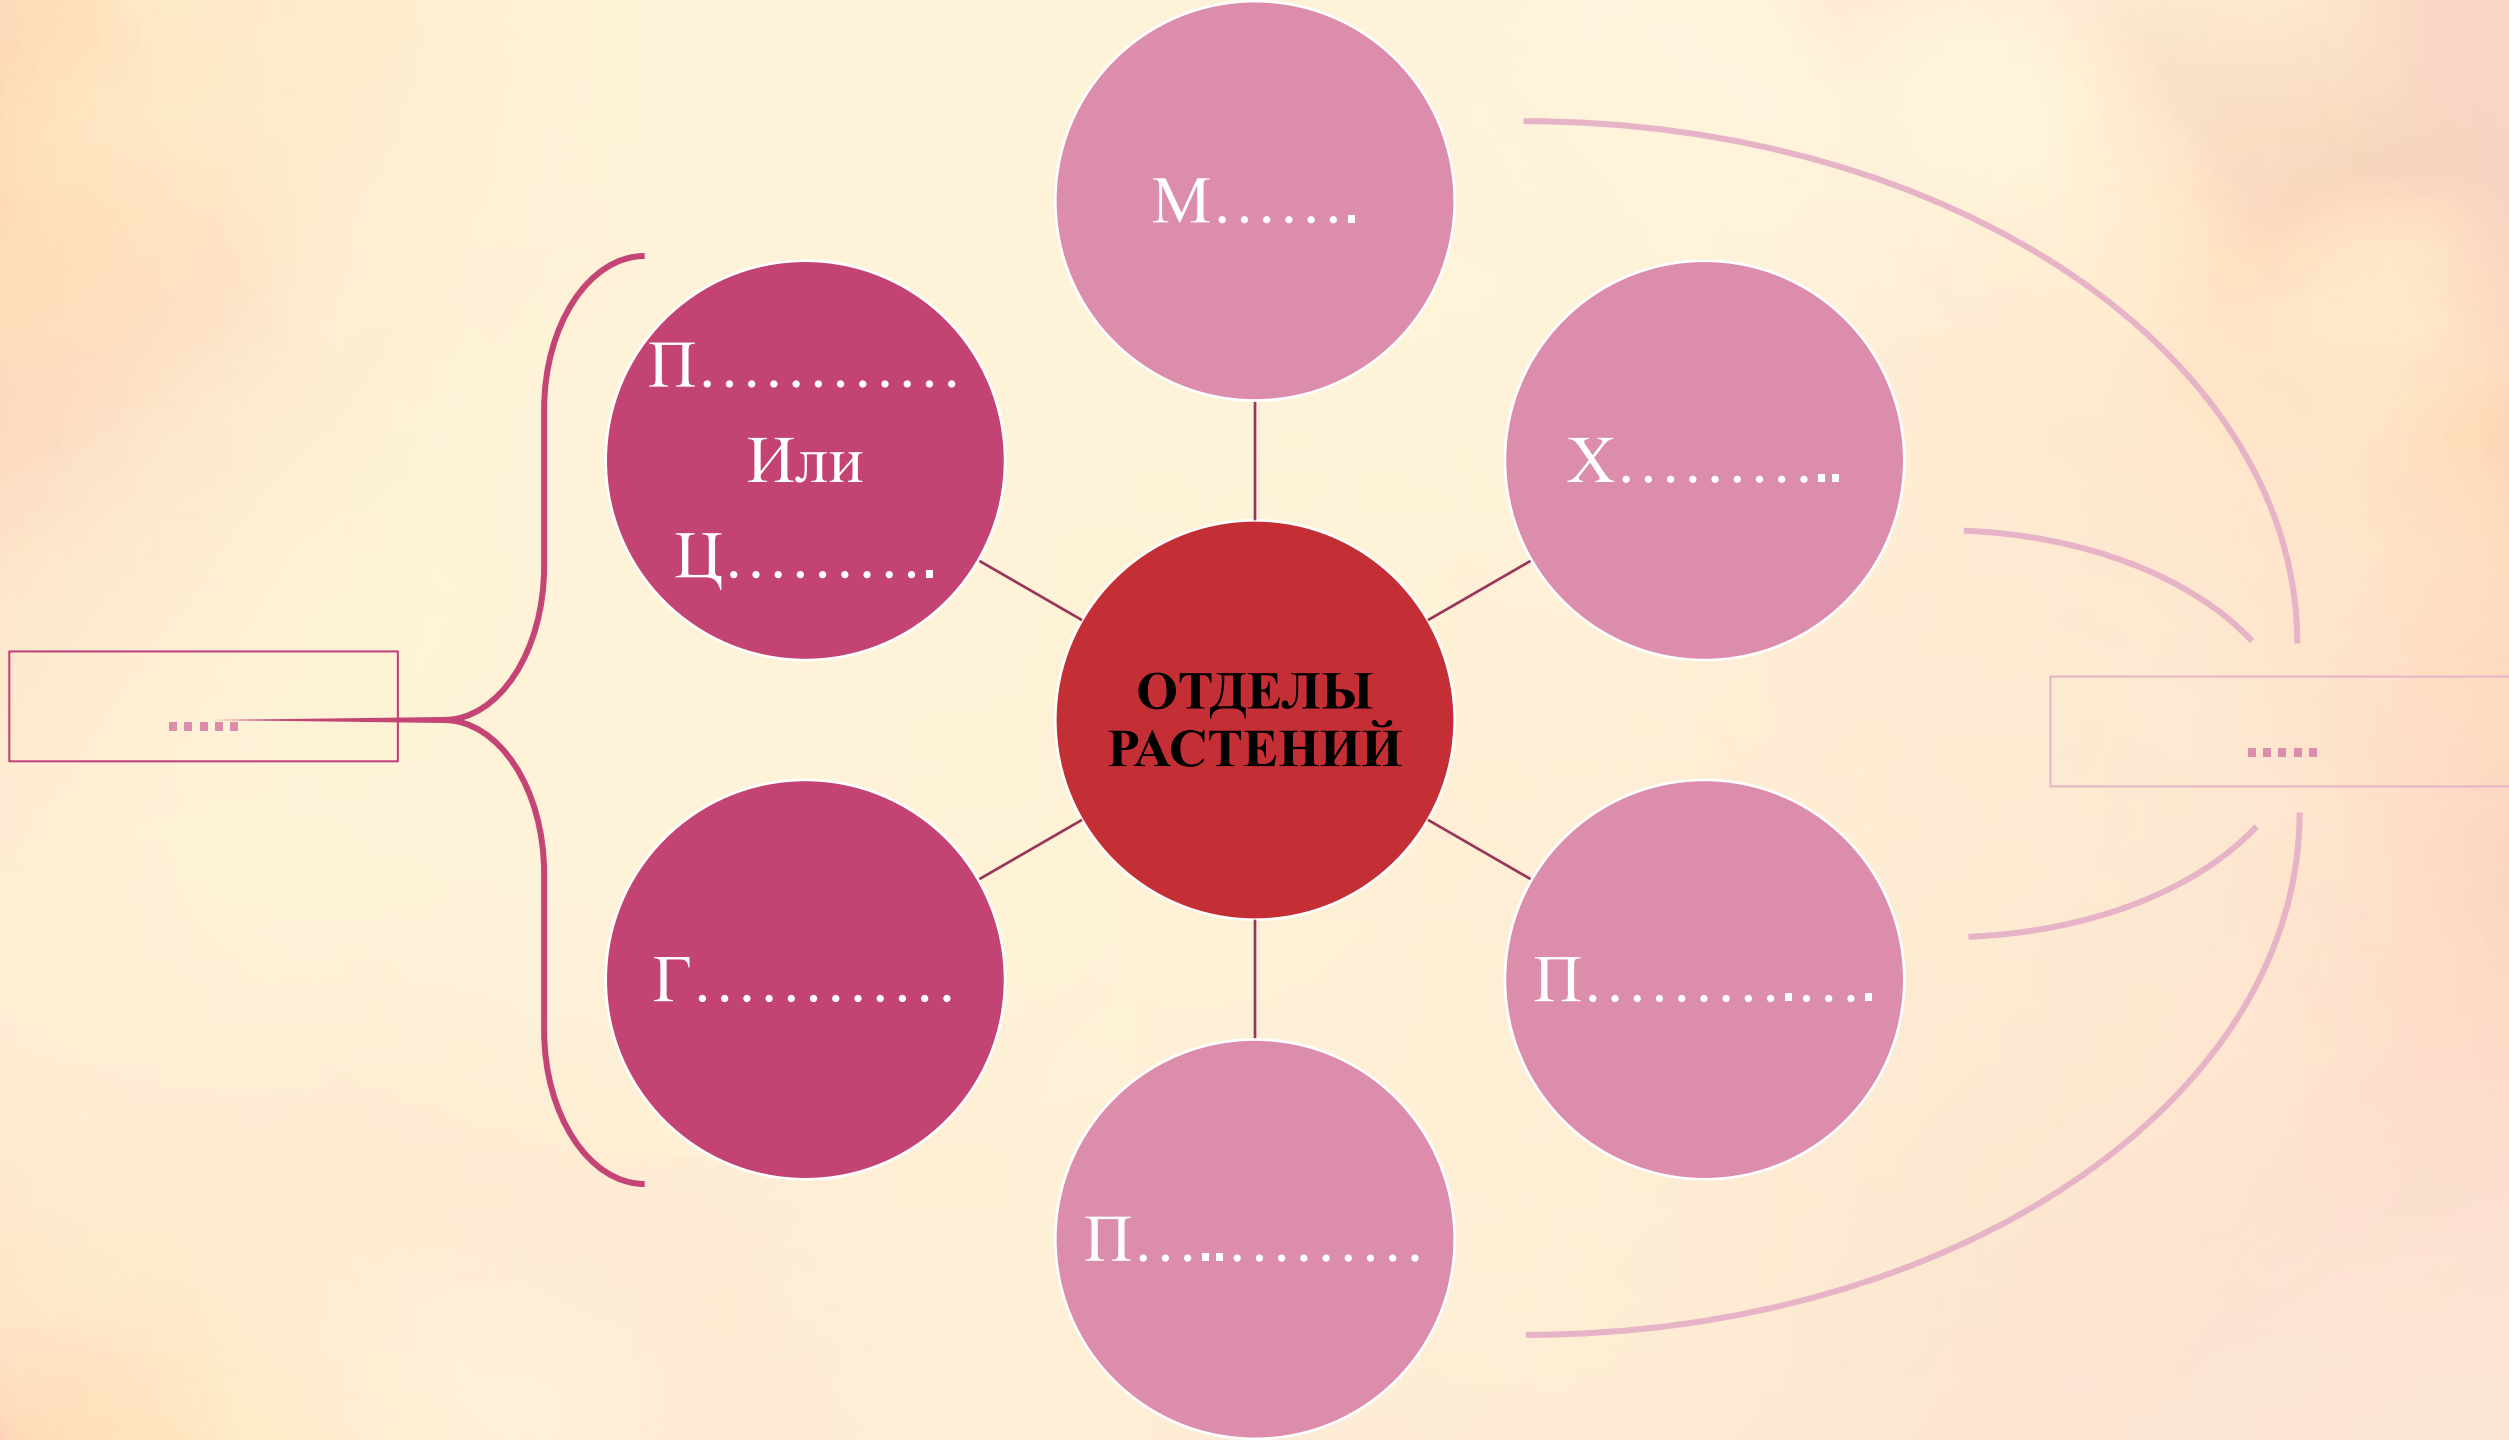 М…….
П…………
Или
Ц……….
Х………..
ОТДЕЛЫ
РАСТЕНИЙ
.....
.....
Г…………
П……….….
П…..………